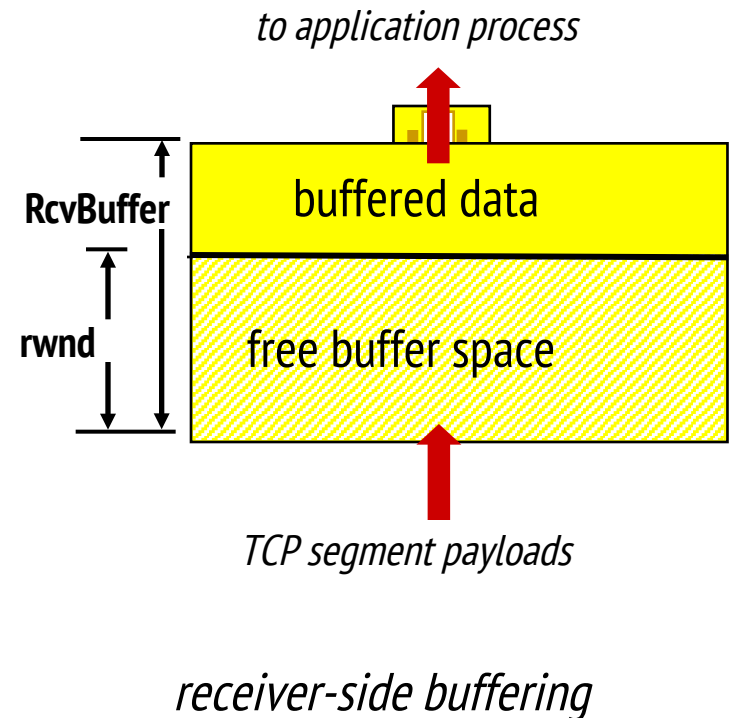 to application process
buffered data
RcvBuffer
rwnd
free buffer space
TCP segment payloads
receiver-side buffering